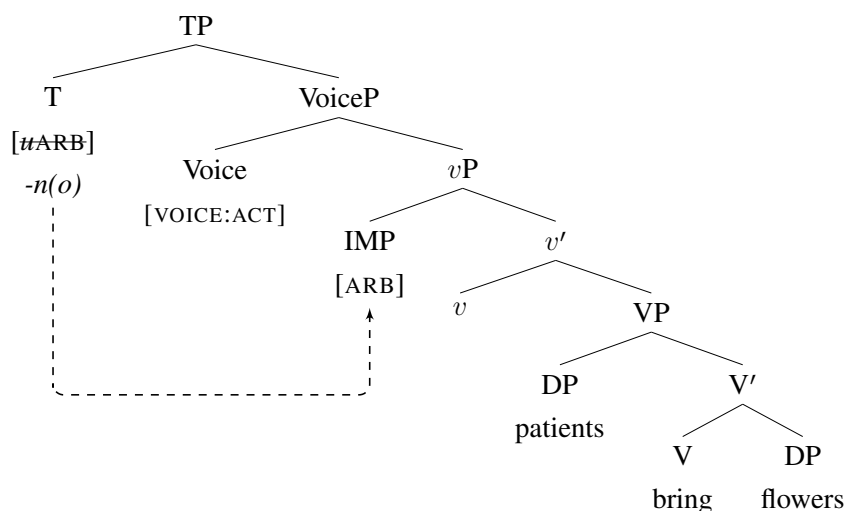 TP
T VoiceP
[uARB]
-n(o)
Voice vP
[VOICE:ACT]
IMP v′
[ARB]
v VP
DP V′
patients
V DP
bring flowers